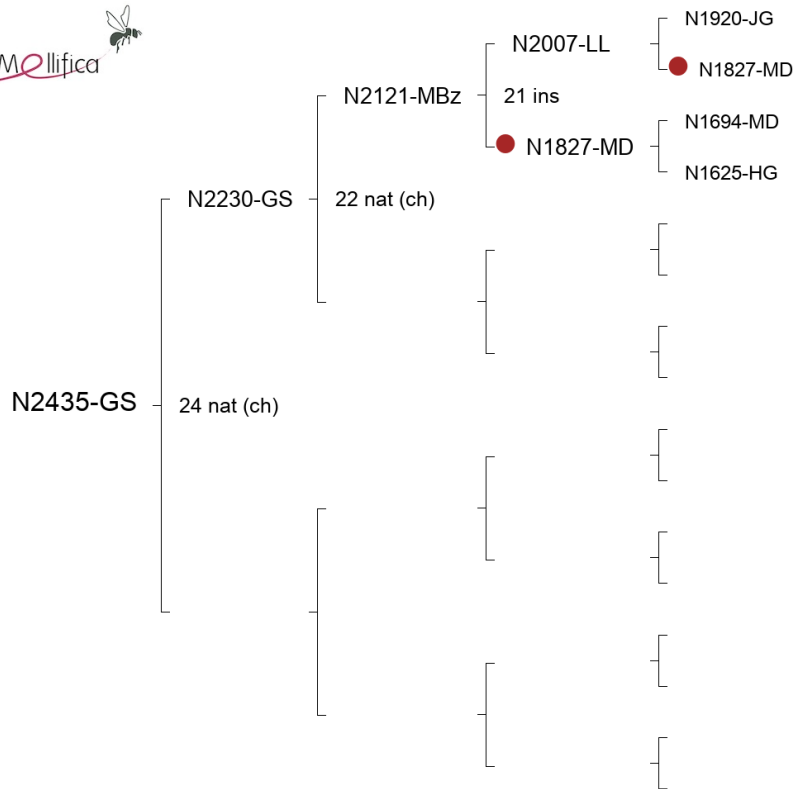 Mellifica
N1920-JG
N2007-LL
N1827-MD
N2121-MBz
21 ins
N1694-MD
N1827-MD
N1625-HG
N2230-GS
22 nat (ch)
N2435-GS
24 nat (ch)